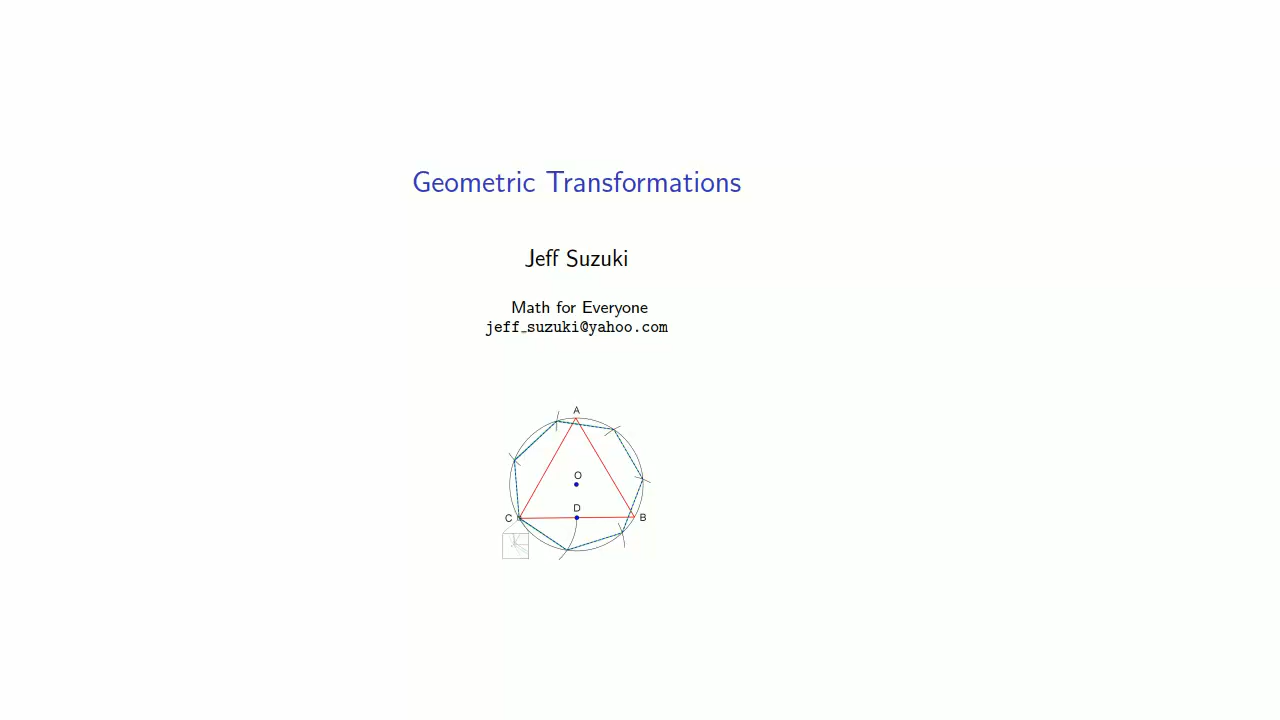 Geometric Transformations
Jeff Suzuki
Math for Everyone
jeff_suzuki@yahoo.com
A
O
D
C
B